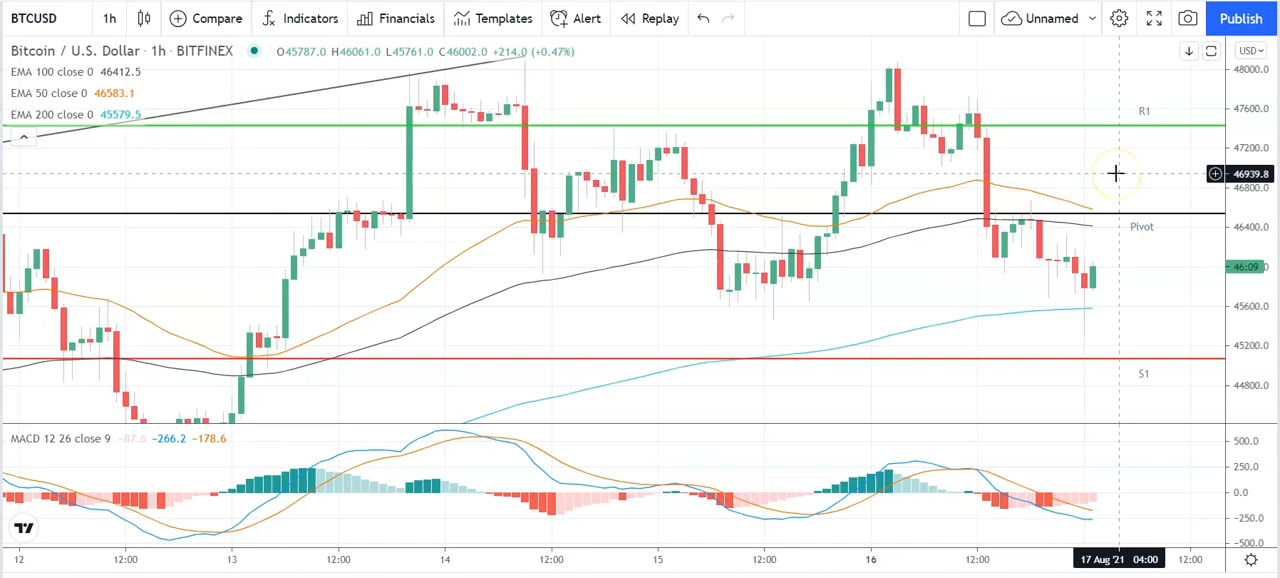 BTCUSD 1h Compare Indicators Financials Templates Alert Replay Unnamed Publish
Bitcoin / U.S. Dollar · 1h · BITFINEX O45787.0 H46061.0 L45761.0 C46002.0 +214.0 (+0.47%) USD
EMA 100 close 0 46412.5
EMA 50 close 0 46583.1
EMA 200 close 0 45579.5
48000.0
R1
47600.0
47200.0
46939.8
46800.0
Pivot
46400.0
46:09
45600.0
45200.0
S1
44800.0
MACD 12 26 close 9 −87.6 −266.2 −178.6
500.0
250.0
0.0
−250.0
−500.0
12 12:00 13 12:00 14 12:00 15 12:00 16 12:00 17 Aug '21 04:00 12:00